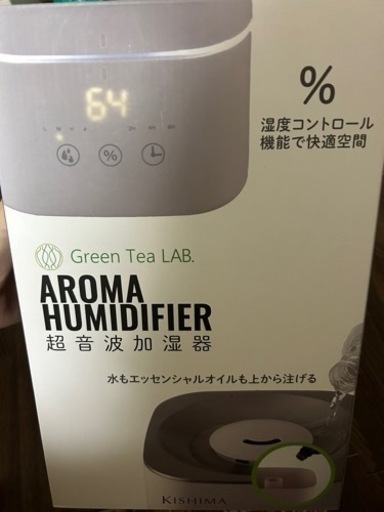 64
%
湿度コントロール
機能で快適空間
%
Green Tea LAB.
AROMA
HUMIDIFIER
超音波加湿器
水もエッセンシャルオイルも上から注げる
KISHIMA